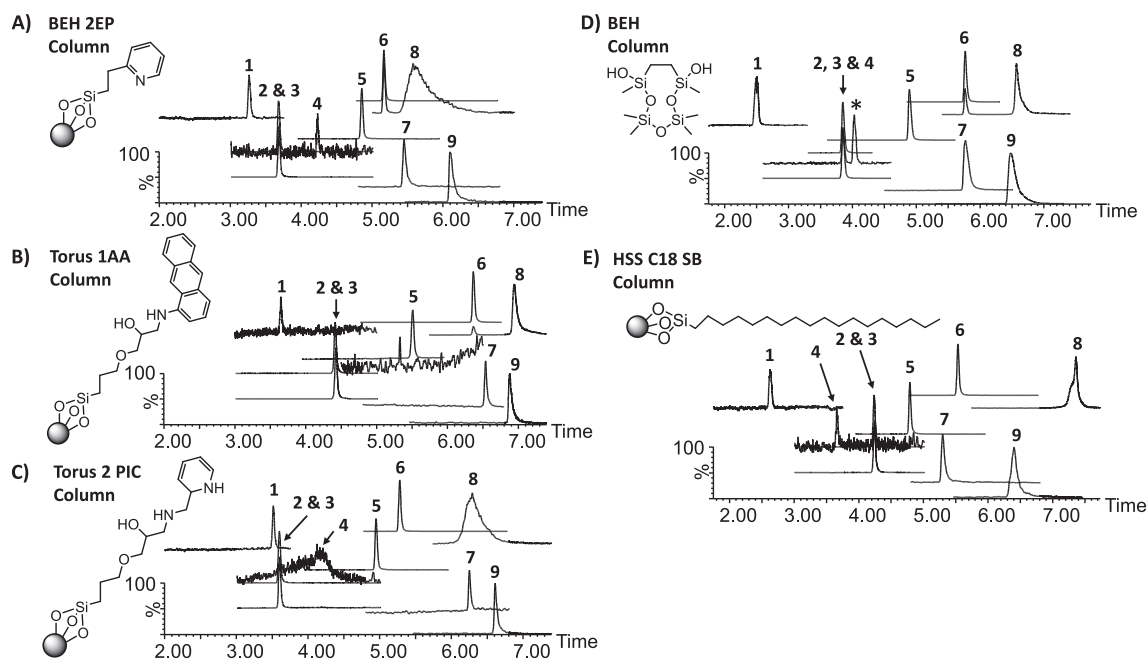 A) BEH 2EP
Column
N
Si
O
O
O
1
2 & 3
4
5
6
8
7
9
100
%
2.00 3.00 4.00 5.00 6.00 7.00 Time
B) Torus 1AA
Column
HN
HO
O
Si
O
O
O
1
2 & 3
5
6
8
7
9
100
%
2.00 3.00 4.00 5.00 6.00 7.00 Time
C) Torus 2 PIC
Column
NH
HN
HO
O
Si
O
O
O
1
2 & 3
4
5
6
8
7
9
100
%
2.00 3.00 4.00 5.00 6.00 7.00 Time
D) BEH
Column
HO OH
Si Si
O O
Si Si
O
1
2, 3 & 4
*
5
6
8
7
9
100
%
2.00 3.00 4.00 5.00 6.00 7.00 Time
E) HSS C18 SB
Column
O
O Si
O
1
4
2 & 3
5
6
8
7
9
100
%
2.00 3.00 4.00 5.00 6.00 7.00 Time